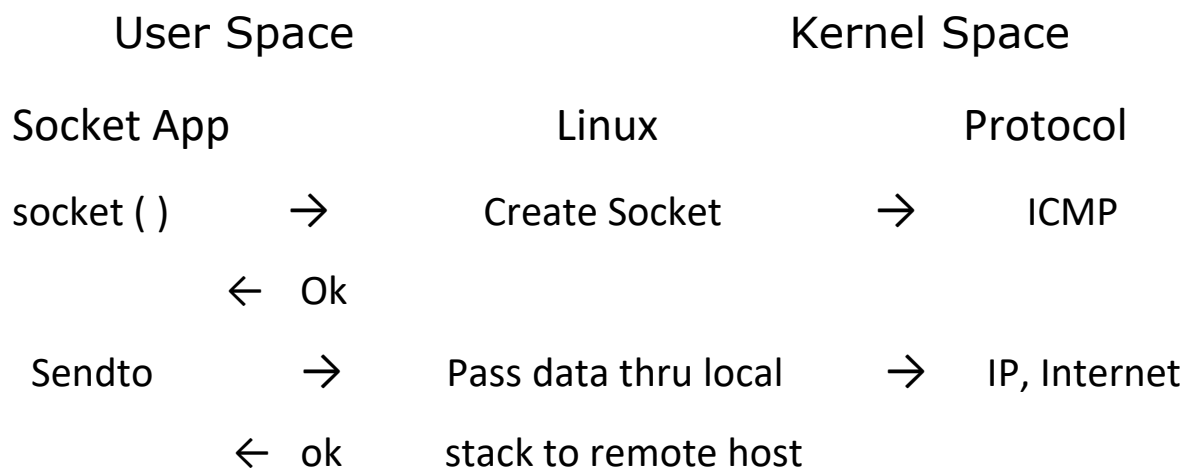 User Space Kernel Space
Socket App Linux Protocol
socket ( ) → Create Socket → ICMP
← Ok
Sendto → Pass data thru local → IP, Internet
← ok stack to remote host